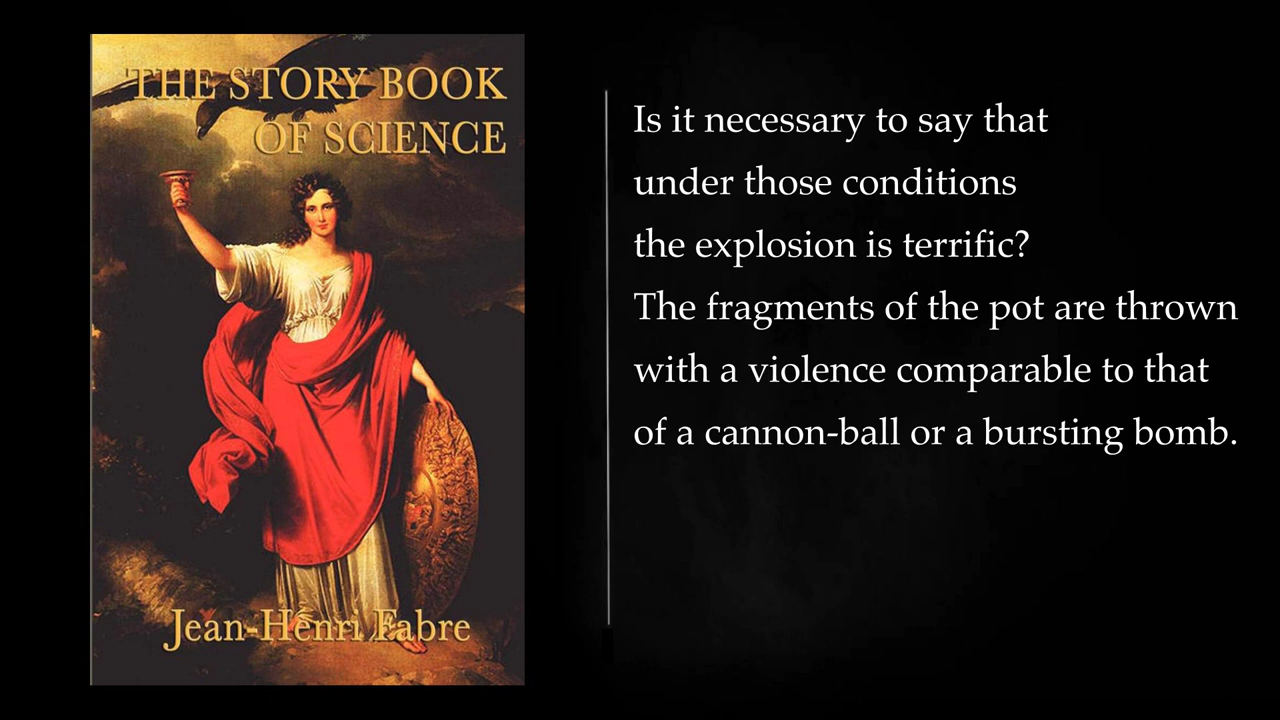 THE STORY BOOK
OF SCIENCE
Jean-Henri Fabre
Is it necessary to say that
under those conditions
the explosion is terrific?
The fragments of the pot are thrown
with a violence comparable to that
of a cannon-ball or a bursting bomb.